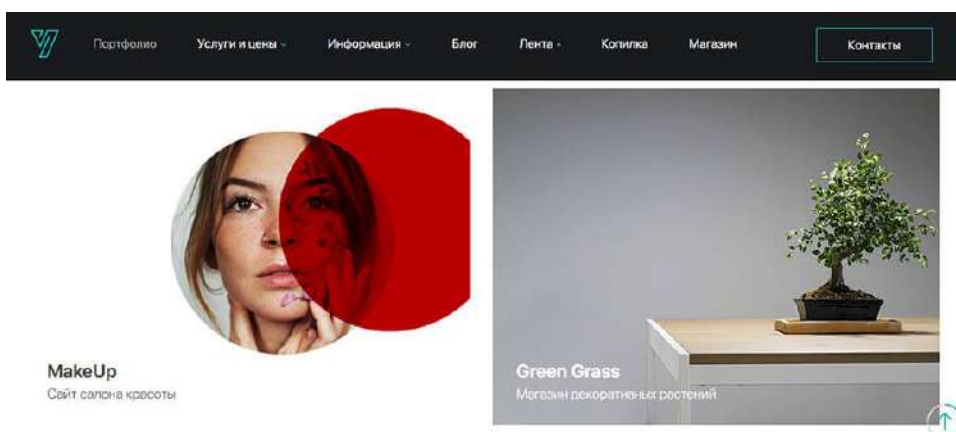 Портфолио Услуги и цены Информация Блог Лента Копилка Магазин Контакты
MakeUp
Сайт салона красоты
Green Grass
Магазин декоративных растений